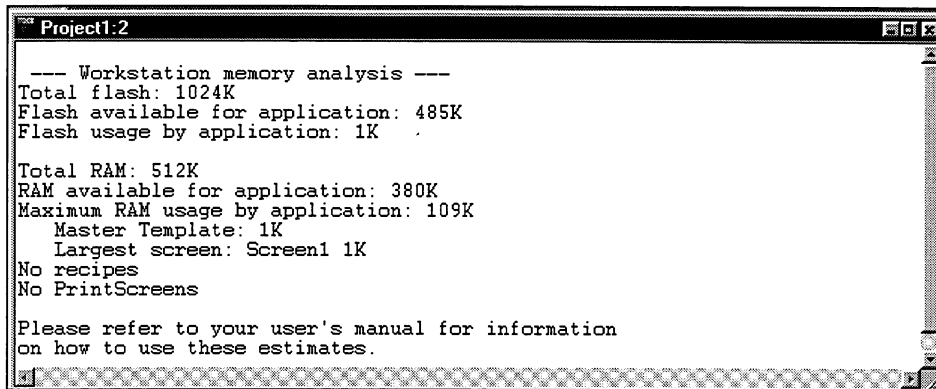 Project1:2
--- Workstation memory analysis ---
Total flash: 1024K
Flash available for application: 485K
Flash usage by application: 1K
Total RAM: 512K
RAM available for application: 380K
Maximum RAM usage by application: 109K
Master Template: 1K
Largest screen: Screen1 1K
No recipes
No PrintScreens
Please refer to your user's manual for information
on how to use these estimates.